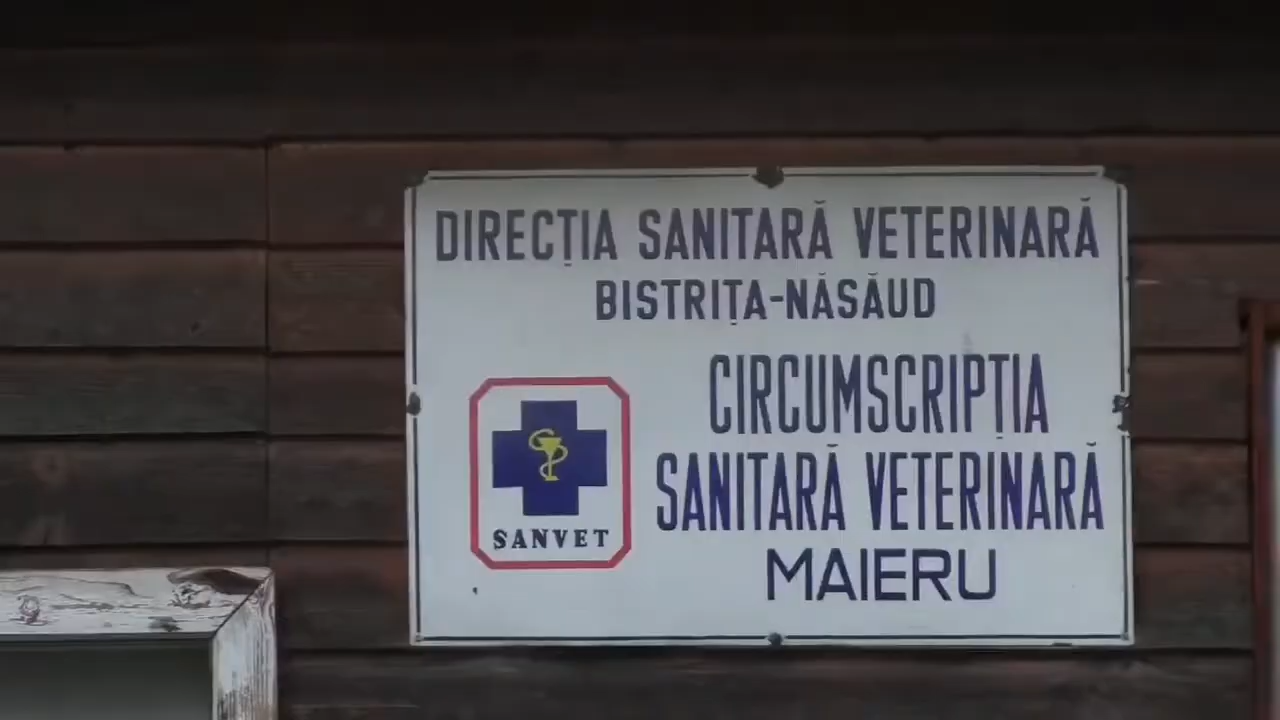 DIRECȚIA SANITARĂ VETERINARĂ
BISTRIȚA-NĂSĂUD
CIRCUMSCRIPȚIA
SANITARĂ VETERINARĂ
MAIERU
SANVET